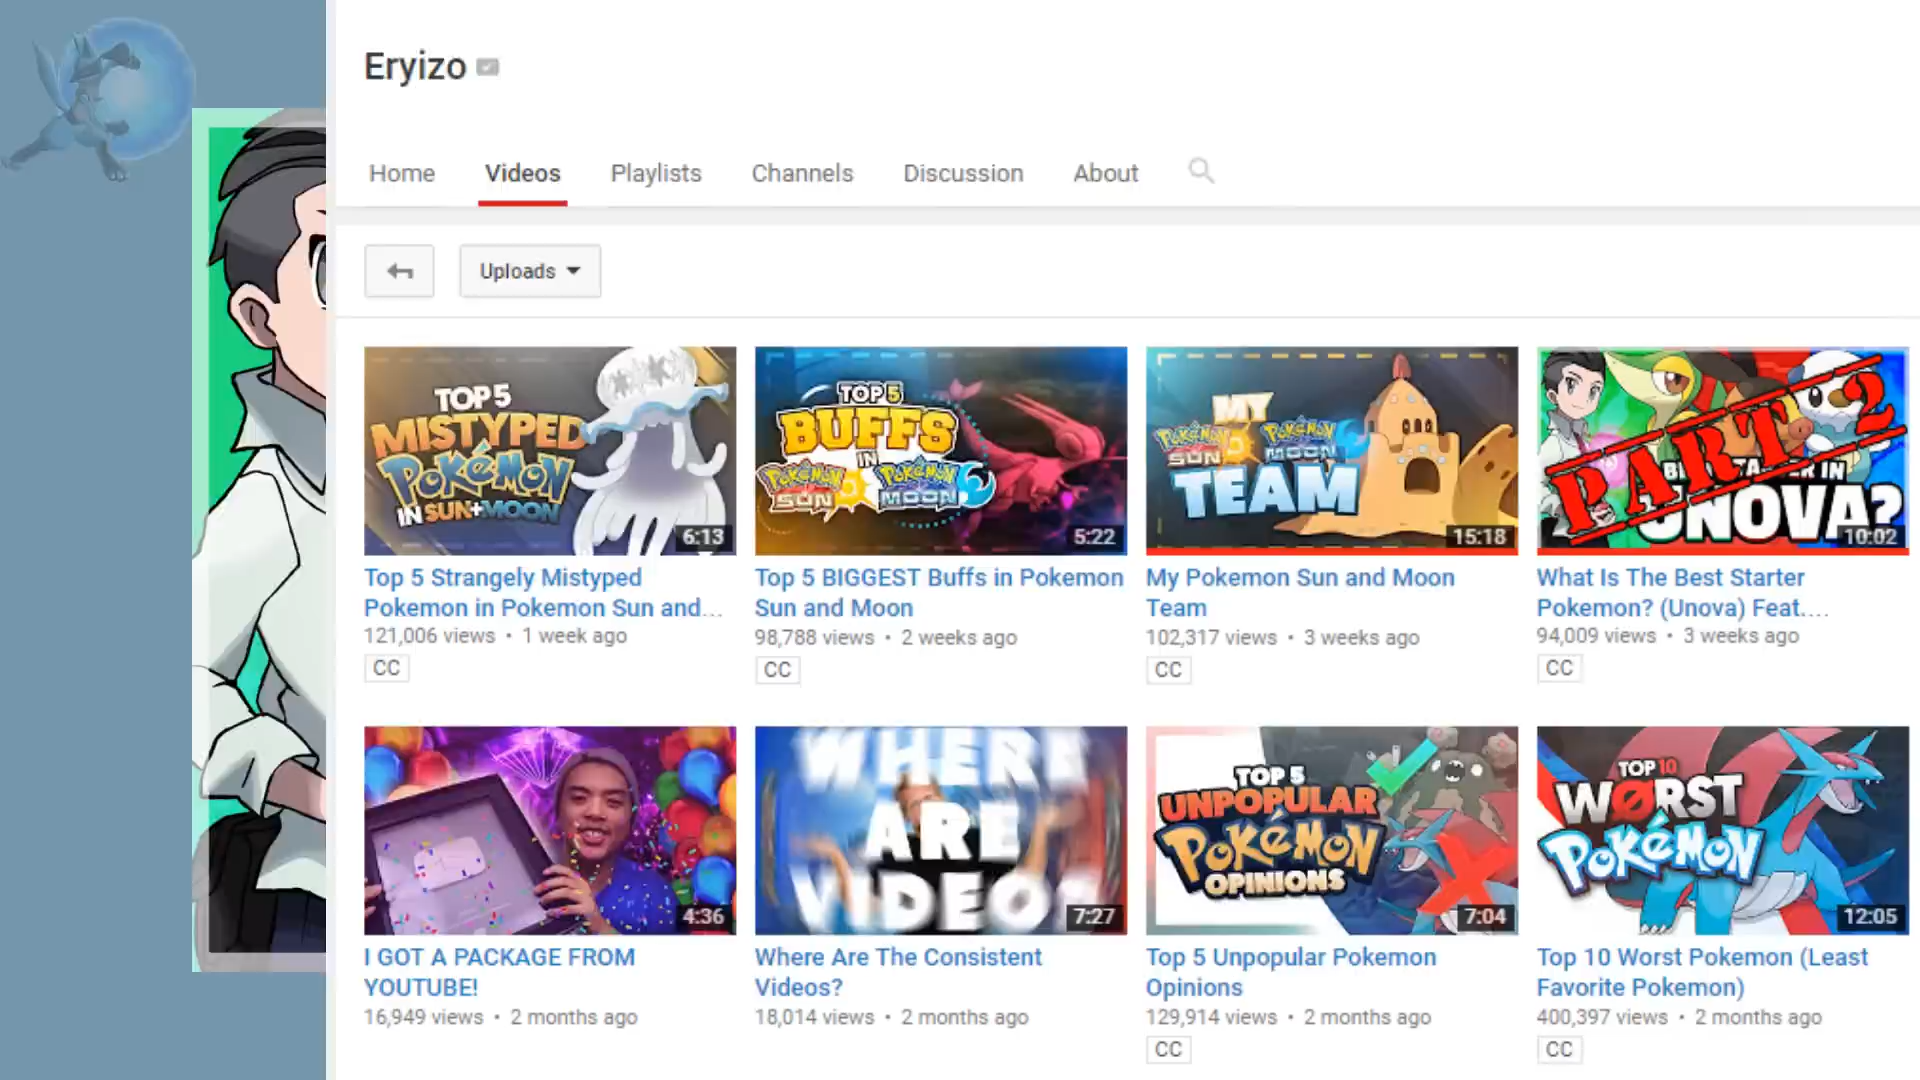 Eryizo
Home Videos Playlists Channels Discussion About
Uploads
TOP 5
MISTYPED
POKéMON
IN SUN+MOON
6:13
TOP 5
BUFFS
IN
POKéMON POKéMON
SUN MOON
5:22
MY
POKéMON POKéMON
SUN MOON
TEAM
15:18
PART 2
IN
UNOVA?
10:02
Top 5 Strangely Mistyped
Pokemon in Pokemon Sun and...
121,006 views • 1 week ago
CC
Top 5 BIGGEST Buffs in Pokemon
Sun and Moon
98,788 views • 2 weeks ago
CC
My Pokemon Sun and Moon
Team
102,317 views • 3 weeks ago
CC
What Is The Best Starter
Pokemon? (Unova) Feat....
94,009 views • 3 weeks ago
CC
4:36
WHERE
ARE
VIDEO
7:27
TOP 5
UNPOPULAR
POKéMON
OPINIONS
7:04
TOP 10
WØRST
POKéMON
12:05
I GOT A PACKAGE FROM
YOUTUBE!
16,949 views • 2 months ago
Where Are The Consistent
Videos?
18,014 views • 2 months ago
Top 5 Unpopular Pokemon
Opinions
129,914 views • 2 months ago
CC
Top 10 Worst Pokemon (Least
Favorite Pokemon)
400,397 views • 2 months ago
CC